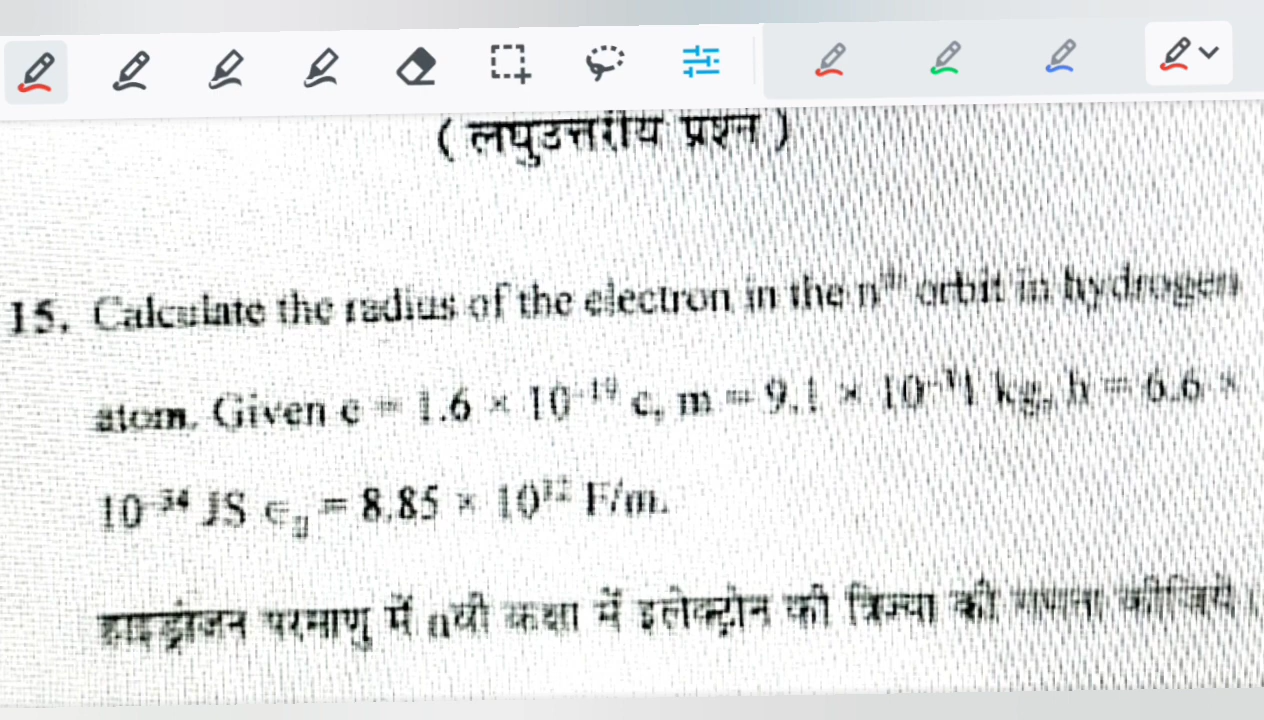 ( लघुउत्तरीय प्रश्न )
15. Calculate the radius of the electron in the nth orbit in hydrogen
atom. Given e = 1.6 × 10⁻¹⁹ c, m = 9.1 × 10⁻³1 kg, h = 6.6 ×
10⁻³⁴ JS ∈₀ = 8.85 × 10¹² F/m.
हाइड्रोजन परमाणु में nवी कक्षा में इलेक्ट्रोन की त्रिज्या की गणना कीजिये।